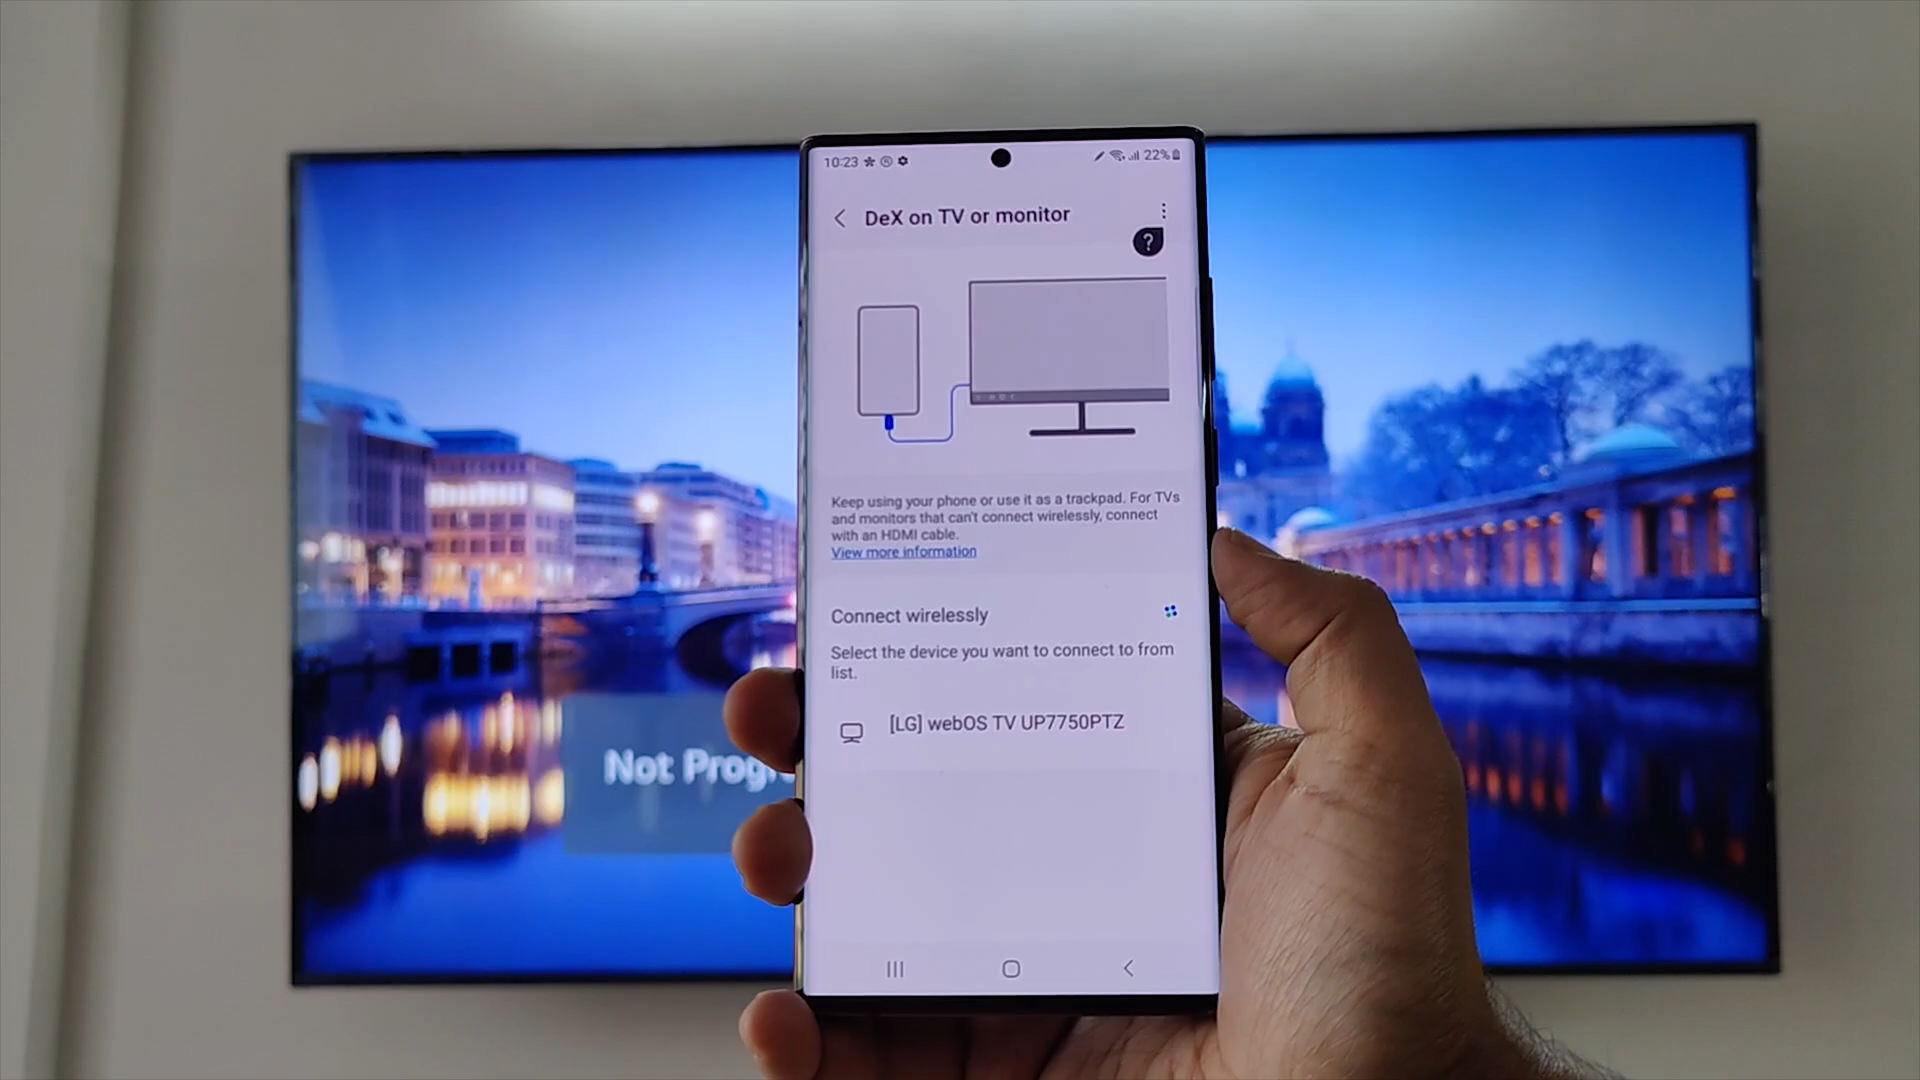 10:23
22%
DeX on TV or monitor
?
Keep using your phone or use it as a trackpad. For TVs
and monitors that can't connect wirelessly, connect
with an HDMI cable.
View more information
Connect wirelessly
Select the device you want to connect to from
list.
[LG] webOS TV UP7750PTZ
Not